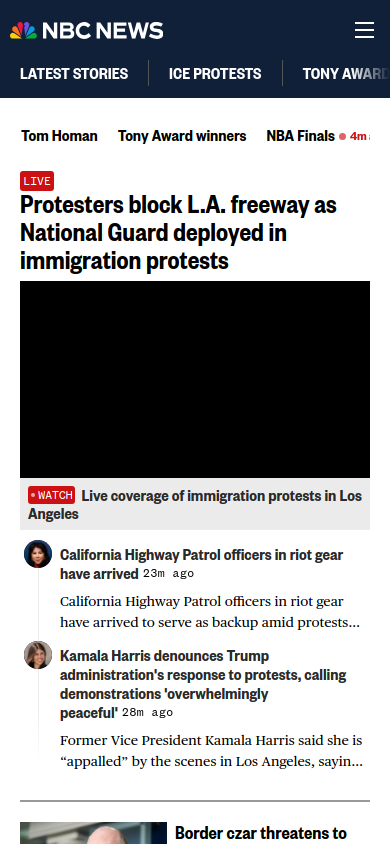 NBC NEWS
LATEST STORIES ICE PROTESTS TONY AWARD
Tom Homan Tony Award winners NBA Finals 4m
LIVE
Protesters block L.A. freeway as
National Guard deployed in
immigration protests
WATCH Live coverage of immigration protests in Los
Angeles
California Highway Patrol officers in riot gear
have arrived 23m ago
California Highway Patrol officers in riot gear
have arrived to serve as backup amid protests...
Kamala Harris denounces Trump
administration's response to protests, calling
demonstrations 'overwhelmingly
peaceful' 28m ago
Former Vice President Kamala Harris said she is
“appalled” by the scenes in Los Angeles, sayin...
Border czar threatens to